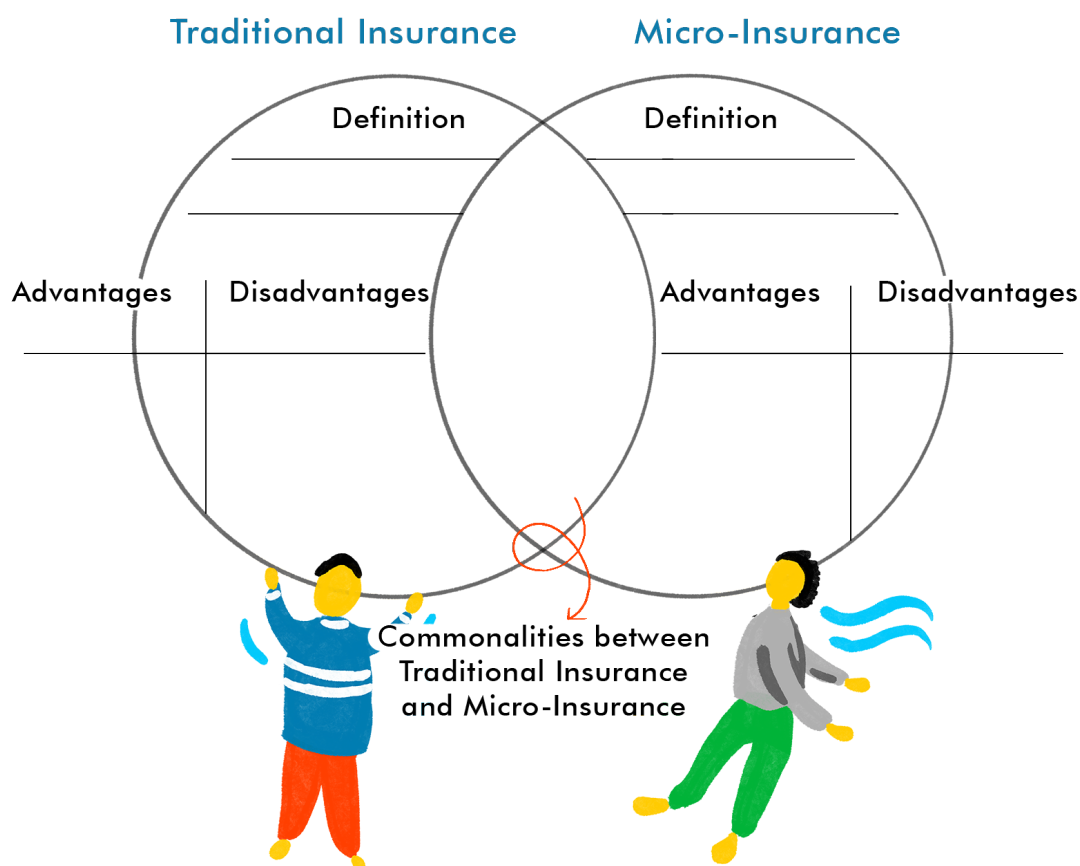 Traditional Insurance
Micro-Insurance
Definition
Definition
Advantages
Disadvantages
Advantages
Disadvantages
Commonalities between
Traditional Insurance
and Micro-Insurance